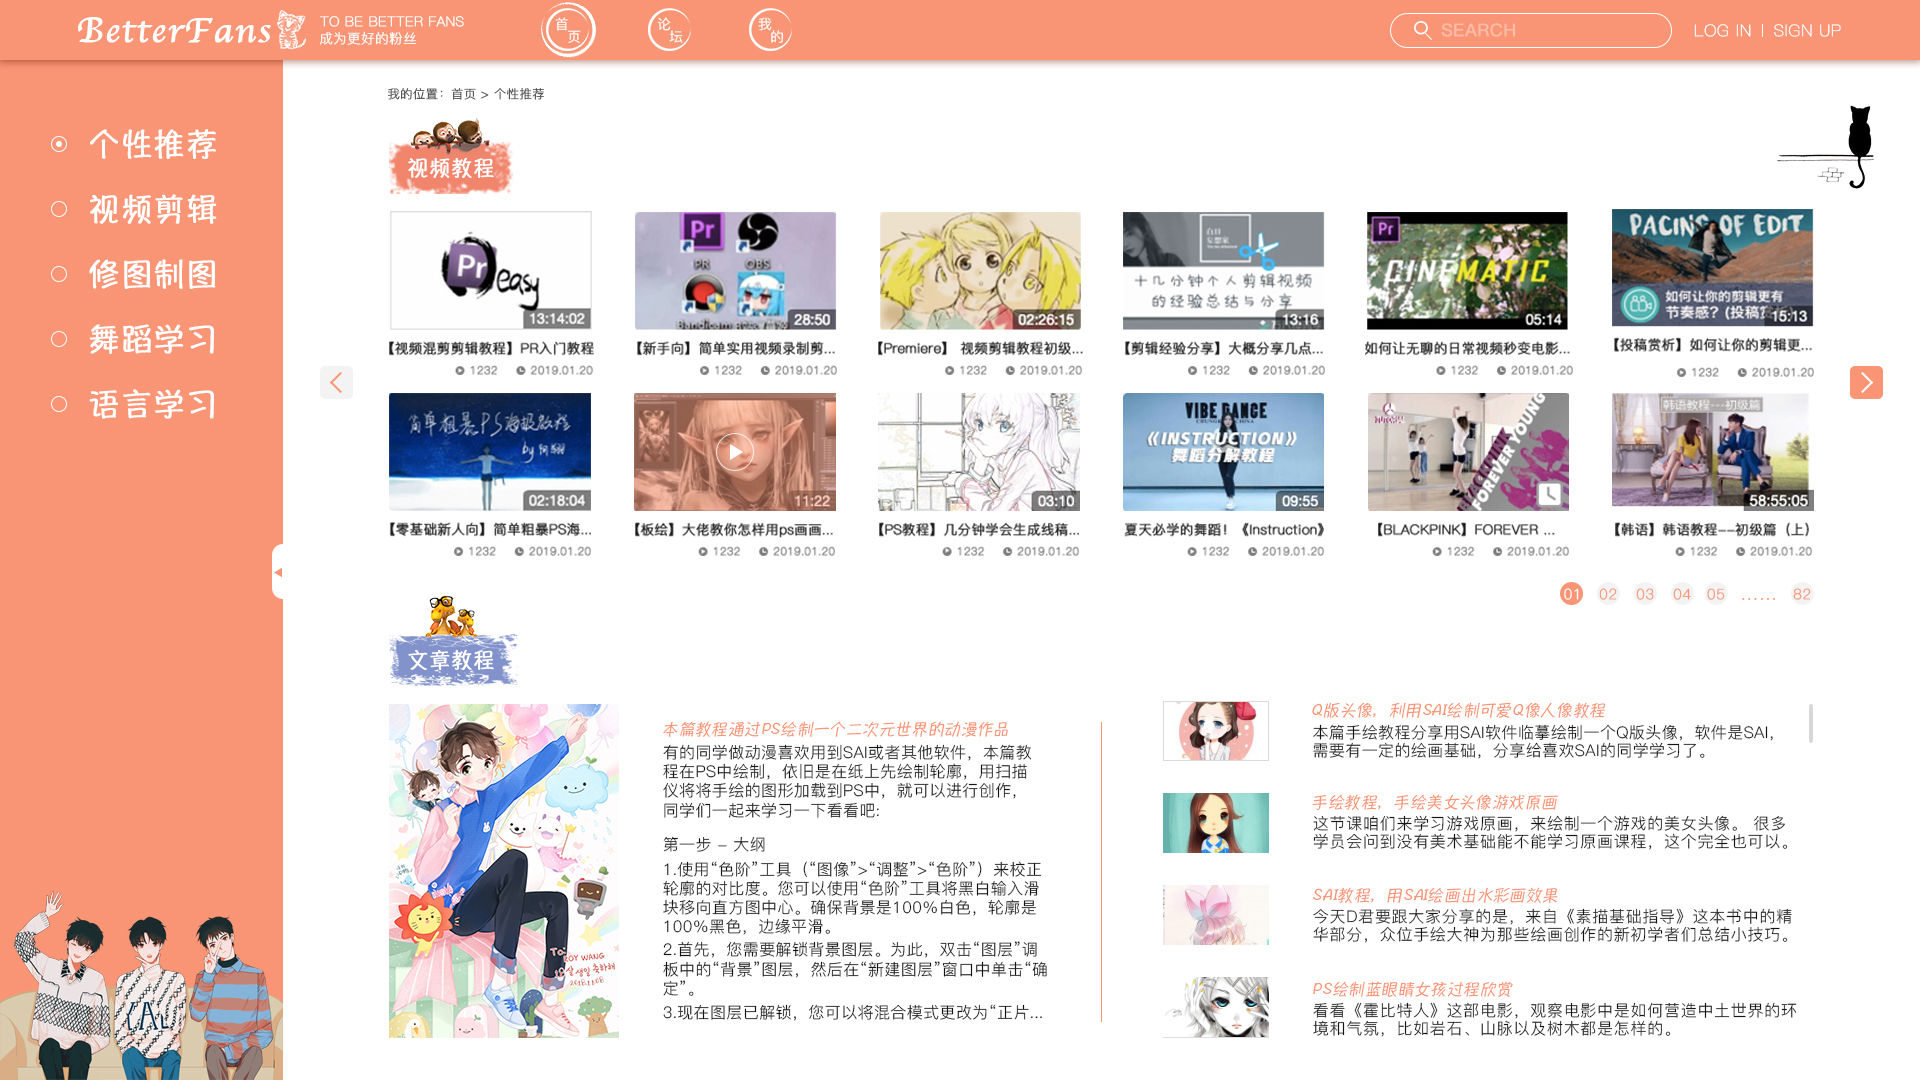 BetterFans
TO BE BETTER FANS
成为更好的粉丝
首页
论坛
我的
SEARCH
LOG IN | SIGN UP
个性推荐
视频剪辑
修图制图
舞蹈学习
语言学习
我的位置：首页 > 个性推荐
视频教程
Pr easy
13:14:02
Pr
PR
OBS
Bandicam
28:50
02:26:15
十几分钟个人剪辑视频
的经验总结与分享
13:16
Pr
CINEMATIC
05:14
PACING OF EDIT
如何让你的剪辑更有
节奏感？(投稿赏
15:13
【视频混剪剪辑教程】PR入门教程
【新手向】简单实用视频录制剪...
【Premiere】 视频剪辑教程初级...
【剪辑经验分享】大概分享几点...
如何让无聊的日常视频秒变电影...
【投稿赏析】如何让你的剪辑更...
1232 2019.01.20
1232 2019.01.20
1232 2019.01.20
1232 2019.01.20
1232 2019.01.20
1232 2019.01.20
简单粗暴PS海报教程
02:18:04
11:22
03:10
VIBE DANCE
《INSTRUCTION》
舞蹈分解教程
09:55
FOREVER YOUNG
BLACKPINK
韩语教程---初级篇
58:55:05
【零基础新人向】简单粗暴PS海...
【板绘】大佬教你怎样用ps画画...
【PS教程】几分钟学会生成线稿...
夏天必学的舞蹈！《Instruction》
【BLACKPINK】FOREVER ...
【韩语】韩语教程--初级篇（上）
1232 2019.01.20
1232 2019.01.20
1232 2019.01.20
1232 2019.01.20
1232 2019.01.20
1232 2019.01.20
01 02 03 04 05 ...... 82
文章教程
To:
ROY WANG
2018.11.08
本篇教程通过PS绘制一个二次元世界的动漫作品
有的同学做动漫喜欢用到SAI或者其他软件，本篇教
程在PS中绘制，依旧是在纸上先绘制轮廓，用扫描
仪将将手绘的图形加载到PS中，就可以进行创作，
同学们一起来学习一下看看吧:
第一步 – 大纲
1.使用“色阶”工具（“图像”>“调整”>“色阶”）来校正
轮廓的对比度。您可以使用“色阶”工具将黑白输入滑
块移向直方图中心。确保背景是100%白色，轮廓是
100%黑色，边缘平滑。
2.首先，您需要解锁背景图层。为此，双击“图层”调
板中的“背景”图层，然后在“新建图层”窗口中单击“确
定”。
3.现在图层已解锁，您可以将混合模式更改为“正片...
Q版头像，利用SAI绘制可爱Q像人像教程
本篇手绘教程分享用SAI软件临摹绘制一个Q版头像，软件是SAI，
需要有一定的绘画基础，分享给喜欢SAI的同学学习了。
手绘教程，手绘美女头像游戏原画
这节课咱们来学习游戏原画，来绘制一个游戏的美女头像。 很多
学员会问到没有美术基础能不能学习原画课程，这个完全也可以。
SAI教程，用SAI绘画出水彩画效果
今天D君要跟大家分享的是，来自《素描基础指导》这本书中的精
华部分，众位手绘大神为那些绘画创作的新初学者们总结小技巧。
PS绘制蓝眼睛女孩过程欣赏
看看《霍比特人》这部电影，观察电影中是如何营造中土世界的环
境和气氛，比如岩石、山脉以及树木都是怎样的。